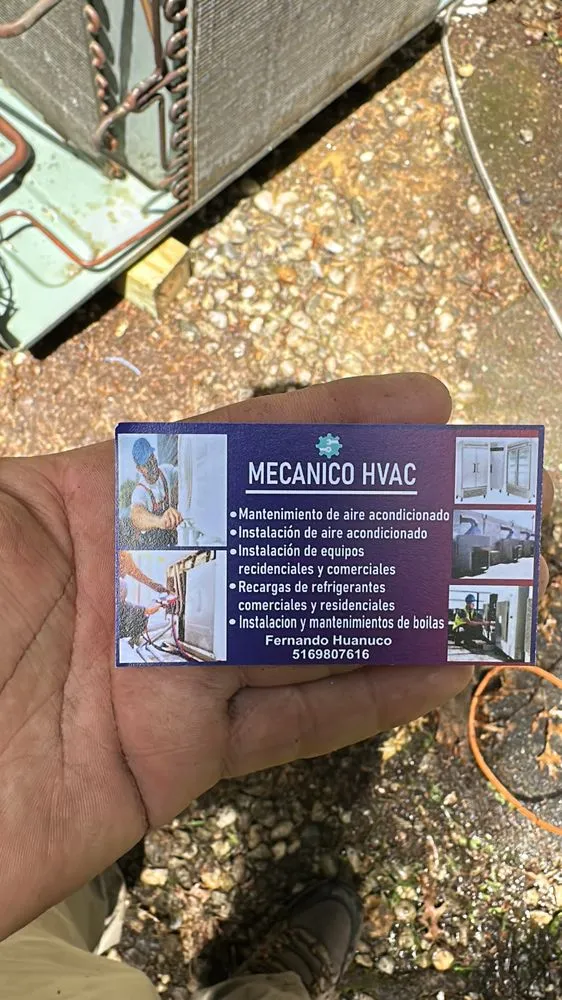 MECANICO HVAC
• Mantenimiento de aire acondicionado
• Instalación de aire acondicionado
• Instalación de equipos
recidenciales y comerciales
• Recargas de refrigerantes
comerciales y residenciales
• Instalacion y mantenimientos de boilas
Fernando Huanuco
5169807616